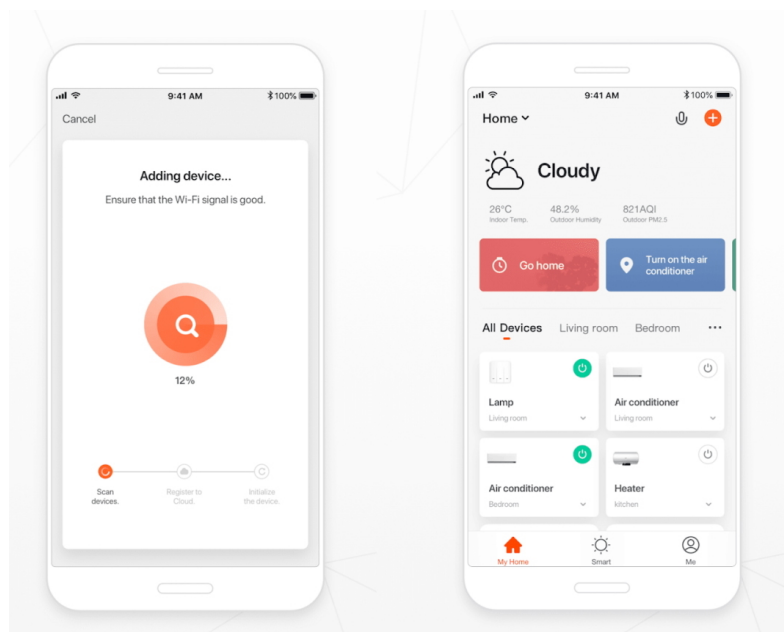 9:41 AM
100%
Cancel
Adding device...
Ensure that the Wi-Fi signal is good.
12%
Scan
devices.
Register to
Cloud.
Initialize
the device.
9:41 AM
100%
Home
Cloudy
26°C
48.2%
821AQI
Indoor Temp.
Outdoor Humidity
Outdoor PM2.5
Go home
Turn on the air
conditioner
All Devices
Living room
Bedroom
Lamp
Living room
Air conditioner
Living room
Air conditioner
Bedroom
Heater
kitchen
My Home
Smart
Me